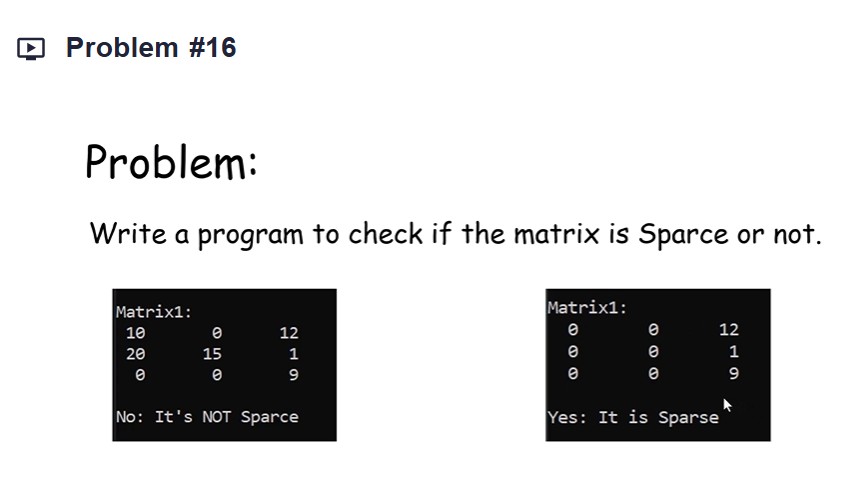 Problem #16
Problem:
Write a program to check if the matrix is Sparce or not.
Matrix1:
10 0 12
20 15 1
0 0 9
No: It's NOT Sparce
Matrix1:
0 0 12
0 0 1
0 0 9
Yes: It is Sparse